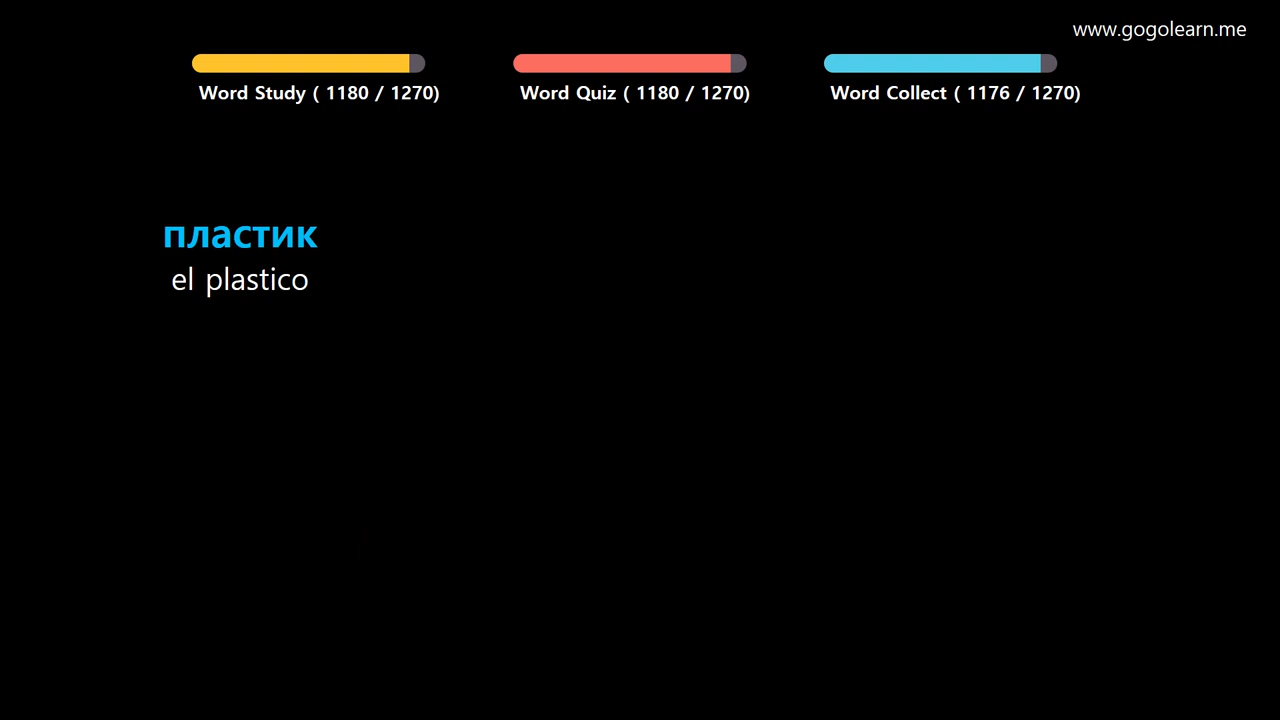 www.gogolearn.me
Word Study ( 1180 / 1270)
Word Quiz ( 1180 / 1270)
Word Collect ( 1176 / 1270)
пластик
el plastico